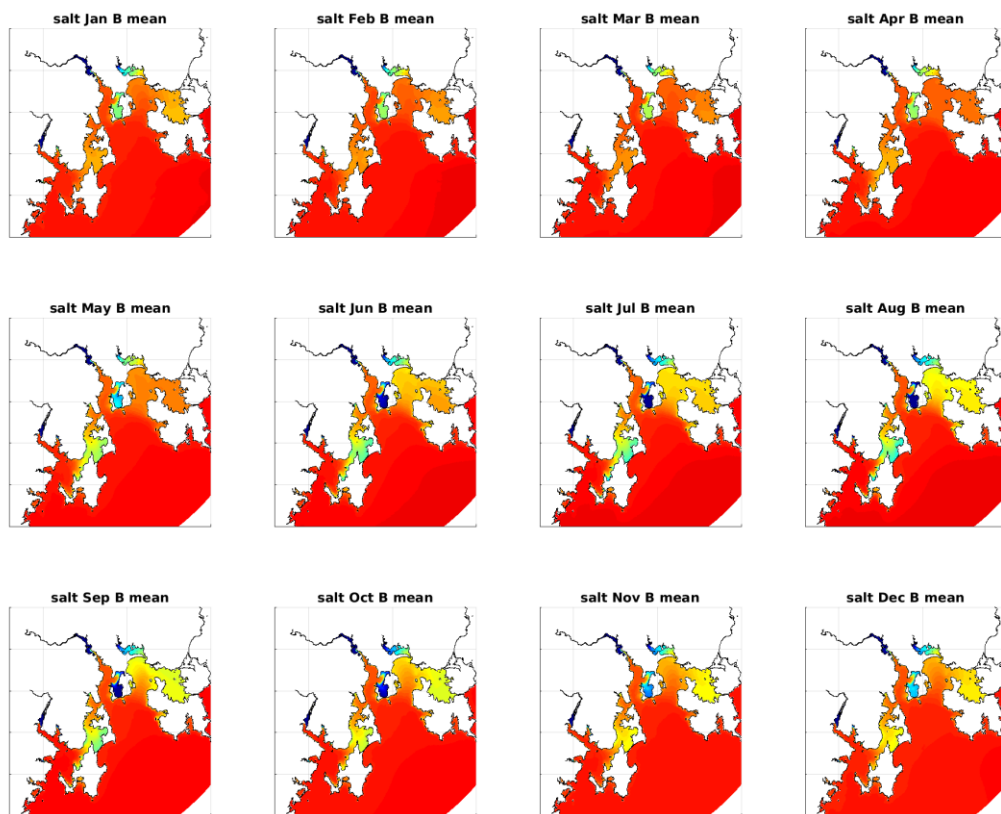 salt Jan B mean
salt Feb B mean
salt Mar B mean
salt Apr B mean
salt May B mean
salt Jun B mean
salt Jul B mean
salt Aug B mean
salt Sep B mean
salt Oct B mean
salt Nov B mean
salt Dec B mean